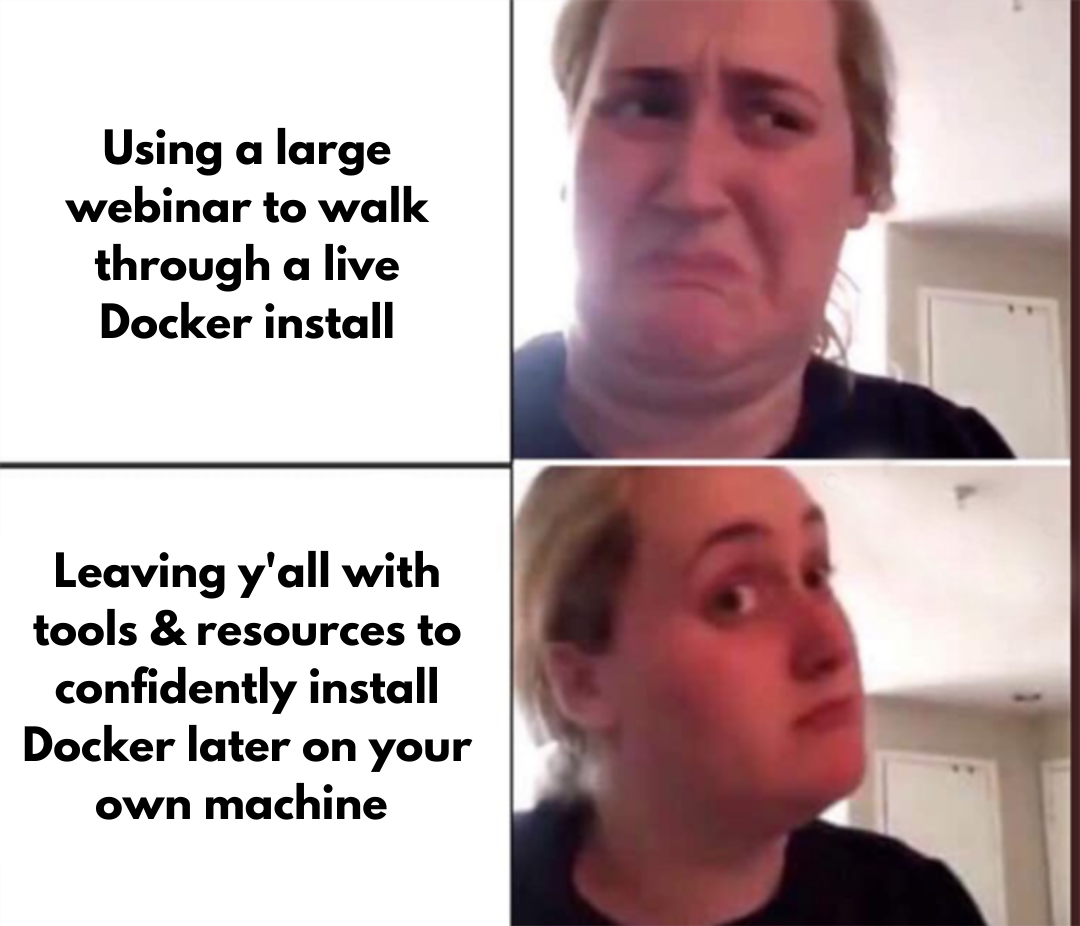 Using a large
webinar to walk
through a live
Docker install
Leaving y'all with
tools & resources to
confidently install
Docker later on your
own machine